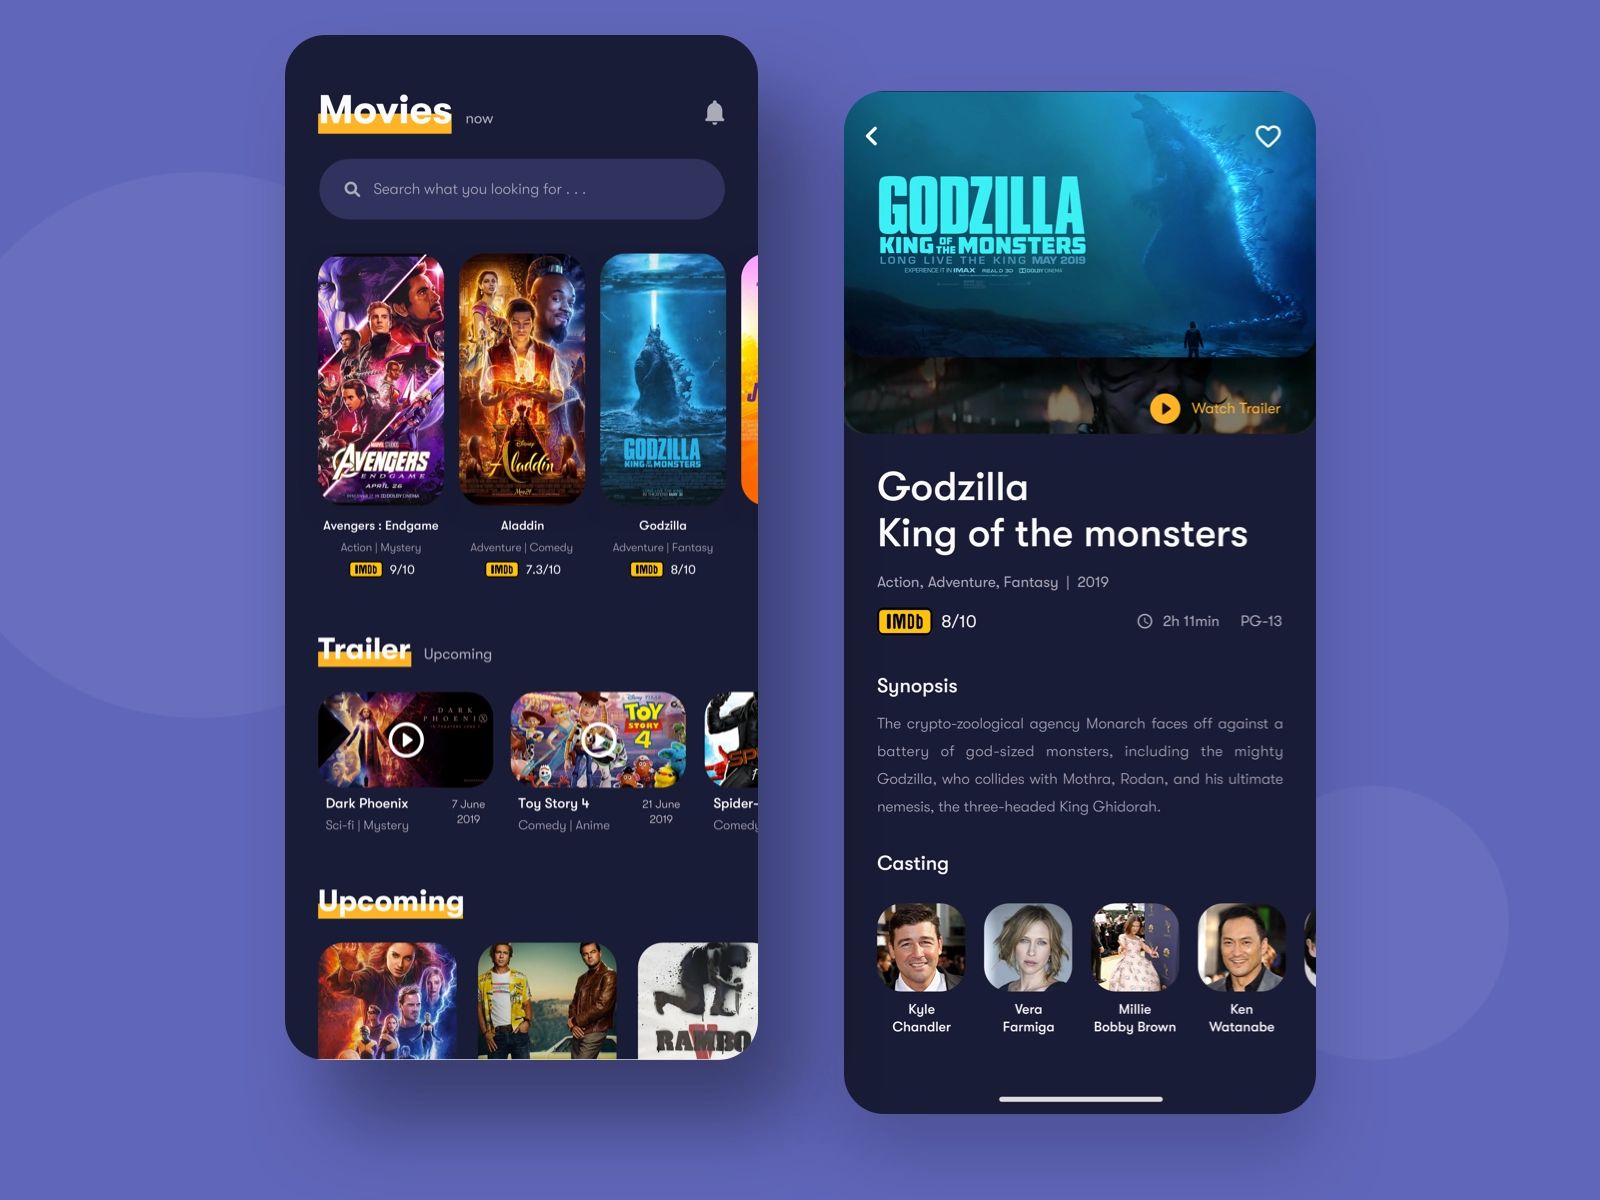 Movies now
Search what you looking for . . .
MARVEL STUDIOS
AVENGERS
ENDGAME
APRIL 26
Disney
Aladdin
May 24
GODZILLA
KING OF THE MONSTERS
Avengers : Endgame
Action | Mystery
IMDb 9/10
Aladdin
Adventure | Comedy
IMDb 7.3/10
Godzilla
Adventure | Fantasy
IMDb 8/10
Trailer Upcoming
DARK
PHOENIX
DISNEY PIXAR
TOY
STORY
4
Dark Phoenix
7 June
2019
Sci-fi | Mystery
Toy Story 4
21 June
2019
Comedy | Anime
Spider-
Comedy
Upcoming
RAMBO
V
GODZILLA
KING OF THE MONSTERS
LONG LIVE THE KING MAY 2019
EXPERIENCE IT IN IMAX REAL D 3D DOLBY CINEMA
Watch Trailer
Godzilla
King of the monsters
Action, Adventure, Fantasy | 2019
IMDb 8/10
2h 11min PG-13
Synopsis
The crypto-zoological agency Monarch faces off against a
battery of god-sized monsters, including the mighty
Godzilla, who collides with Mothra, Rodan, and his ultimate
nemesis, the three-headed King Ghidorah.
Casting
Kyle
Chandler
Vera
Farmiga
Millie
Bobby Brown
Ken
Watanabe